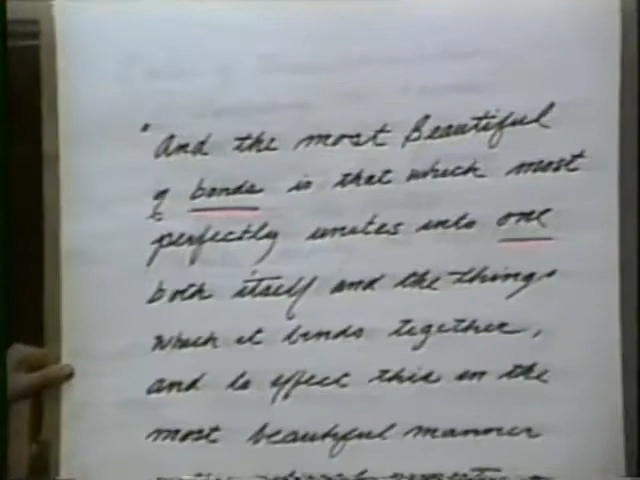 "And the most Beautiful
of bonds is that which most
perfectly unites into one
both itself and the things
which it binds together,
and to effect this in the
most beautiful manner